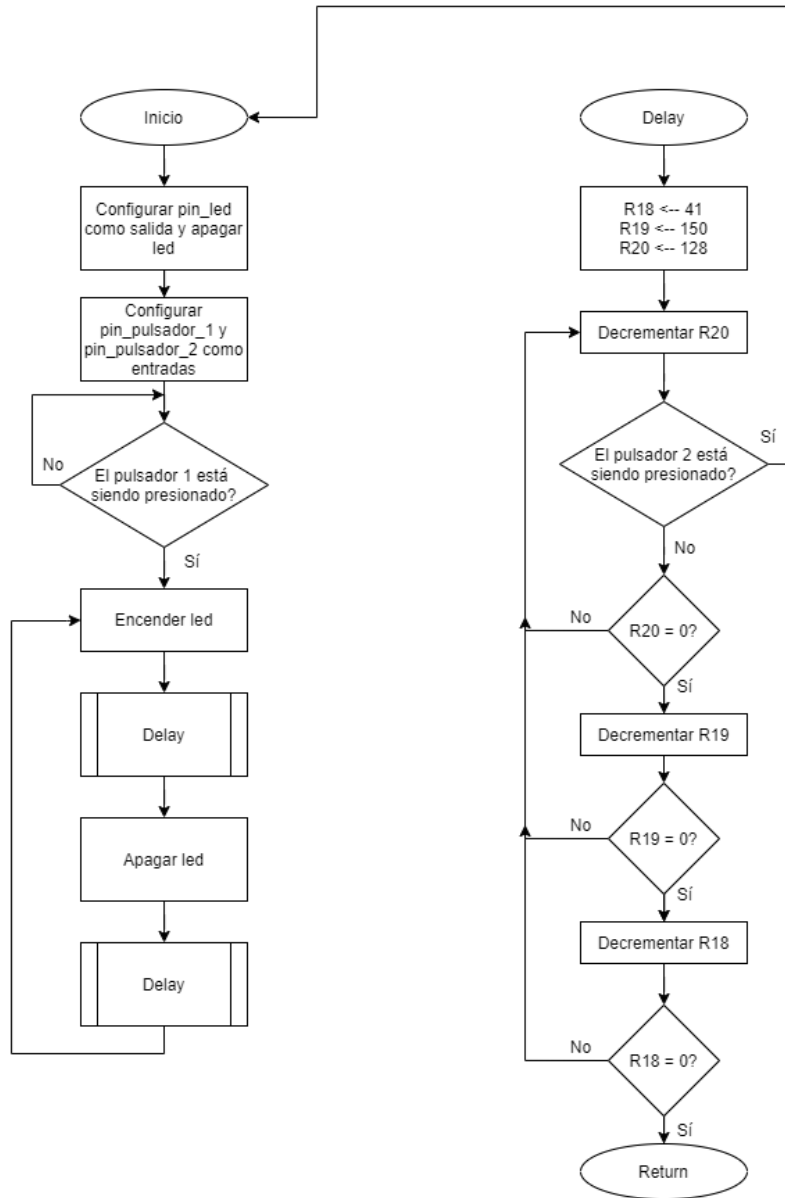 Inicio
Configurar pin_led
como salida y apagar
led
Configurar
pin_pulsador_1 y
pin_pulsador_2 como
entradas
No
El pulsador 1 está
siendo presionado?
Sí
Encender led
Delay
Apagar led
Delay
Delay
R18 <-- 41
R19 <-- 150
R20 <-- 128
Decrementar R20
Sí
El pulsador 2 está
siendo presionado?
No
No
R20 = 0?
Sí
Decrementar R19
No
R19 = 0?
Sí
Decrementar R18
No
R18 = 0?
Sí
Return